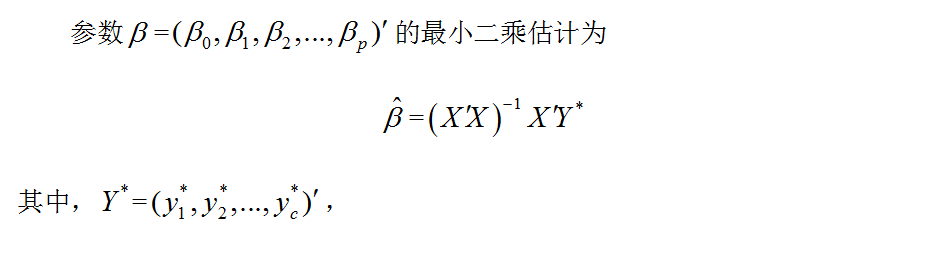 参数 β =(β₀,β₁,β₂,...,βₚ)′ 的最小二乘估计为
β̂ =(X′X)⁻¹ X′Y*
其中，Y*=(y₁*,y₂*,...,y_c*)′，